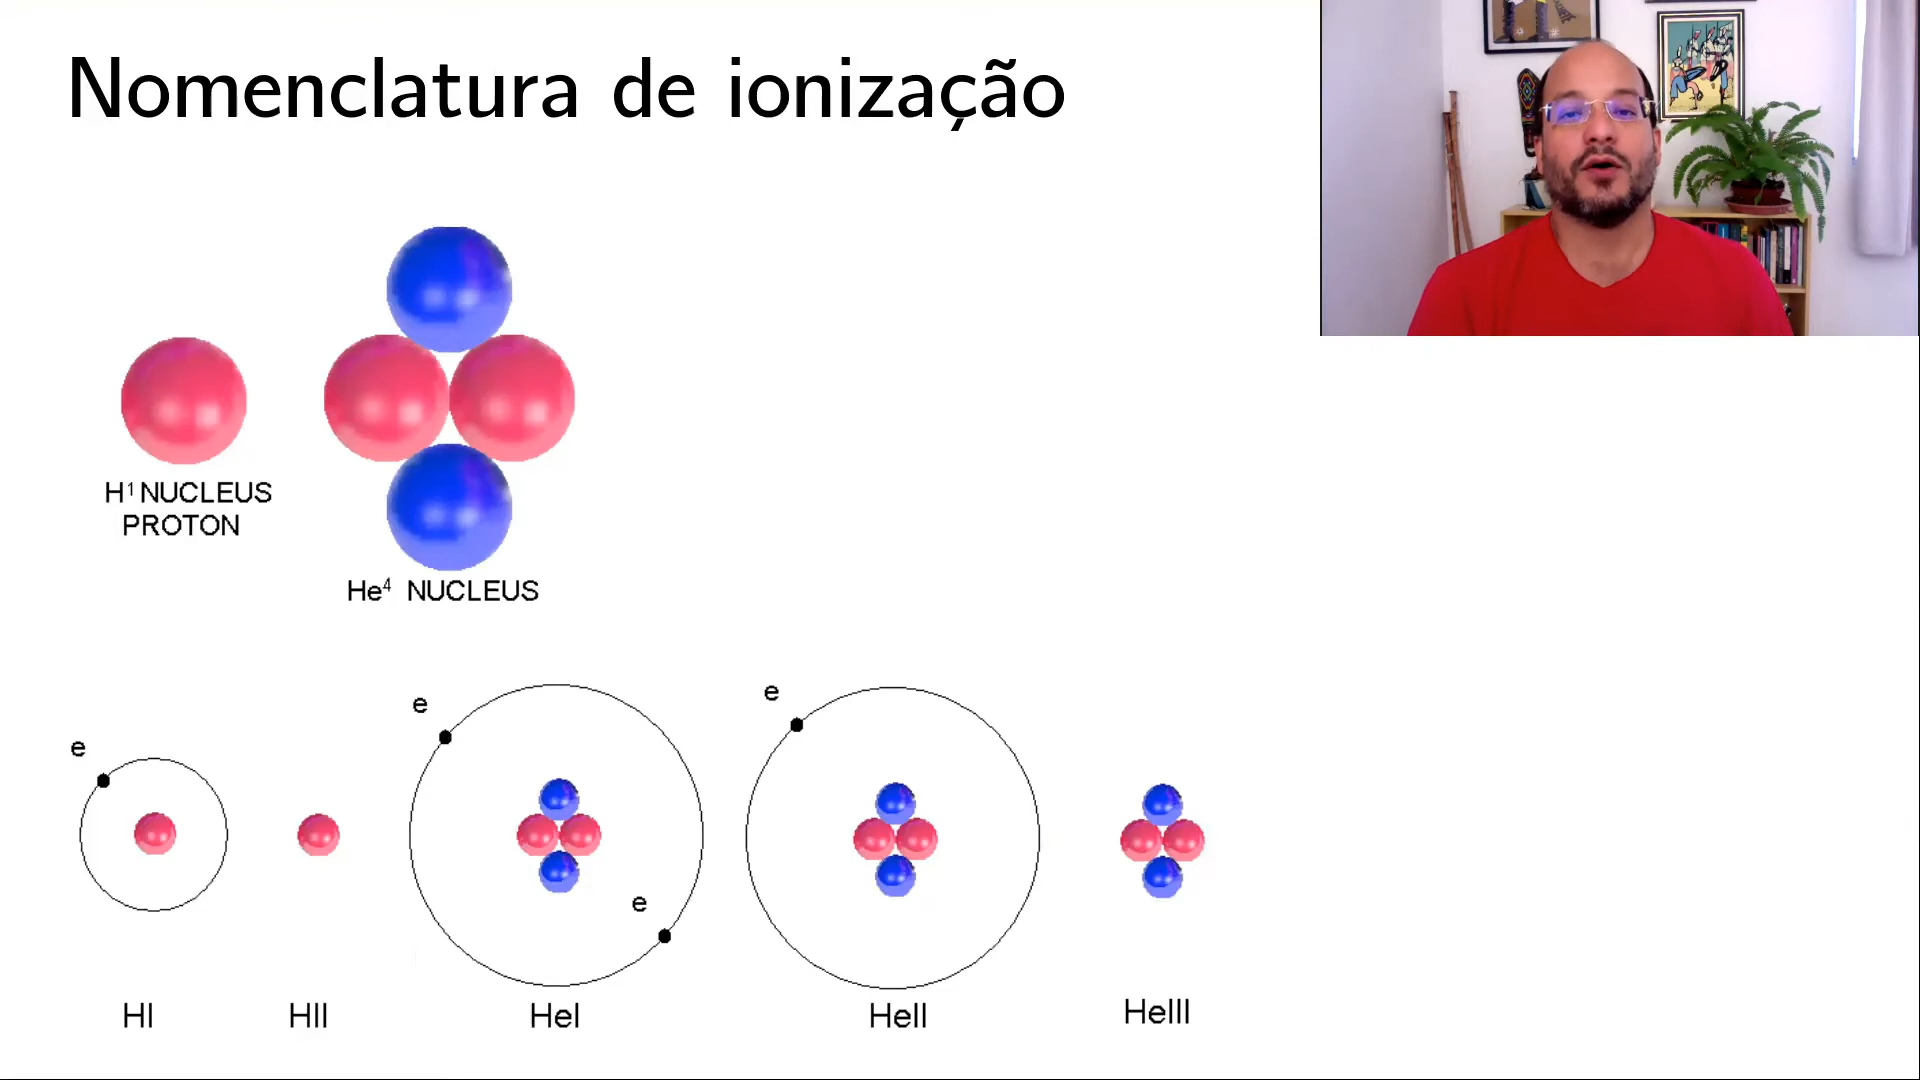 Nomenclatura de ionização
H¹ NUCLEUS
PROTON
He⁴ NUCLEUS
e
e
e
e
HI
HII
HeI
HeII
HeIII